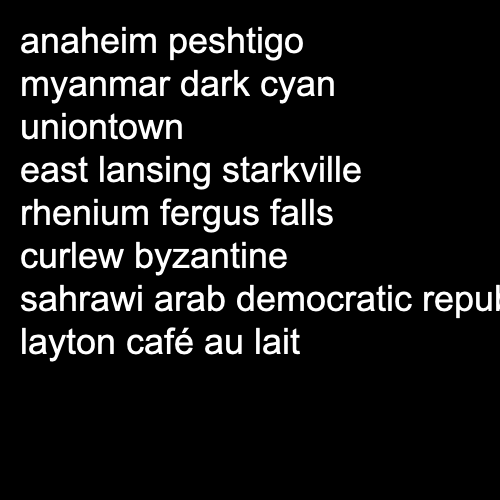 anaheim peshtigo
myanmar dark cyan
uniontown
east lansing starkville
rhenium fergus falls
curlew byzantine
sahrawi arab democratic
layton café au lait